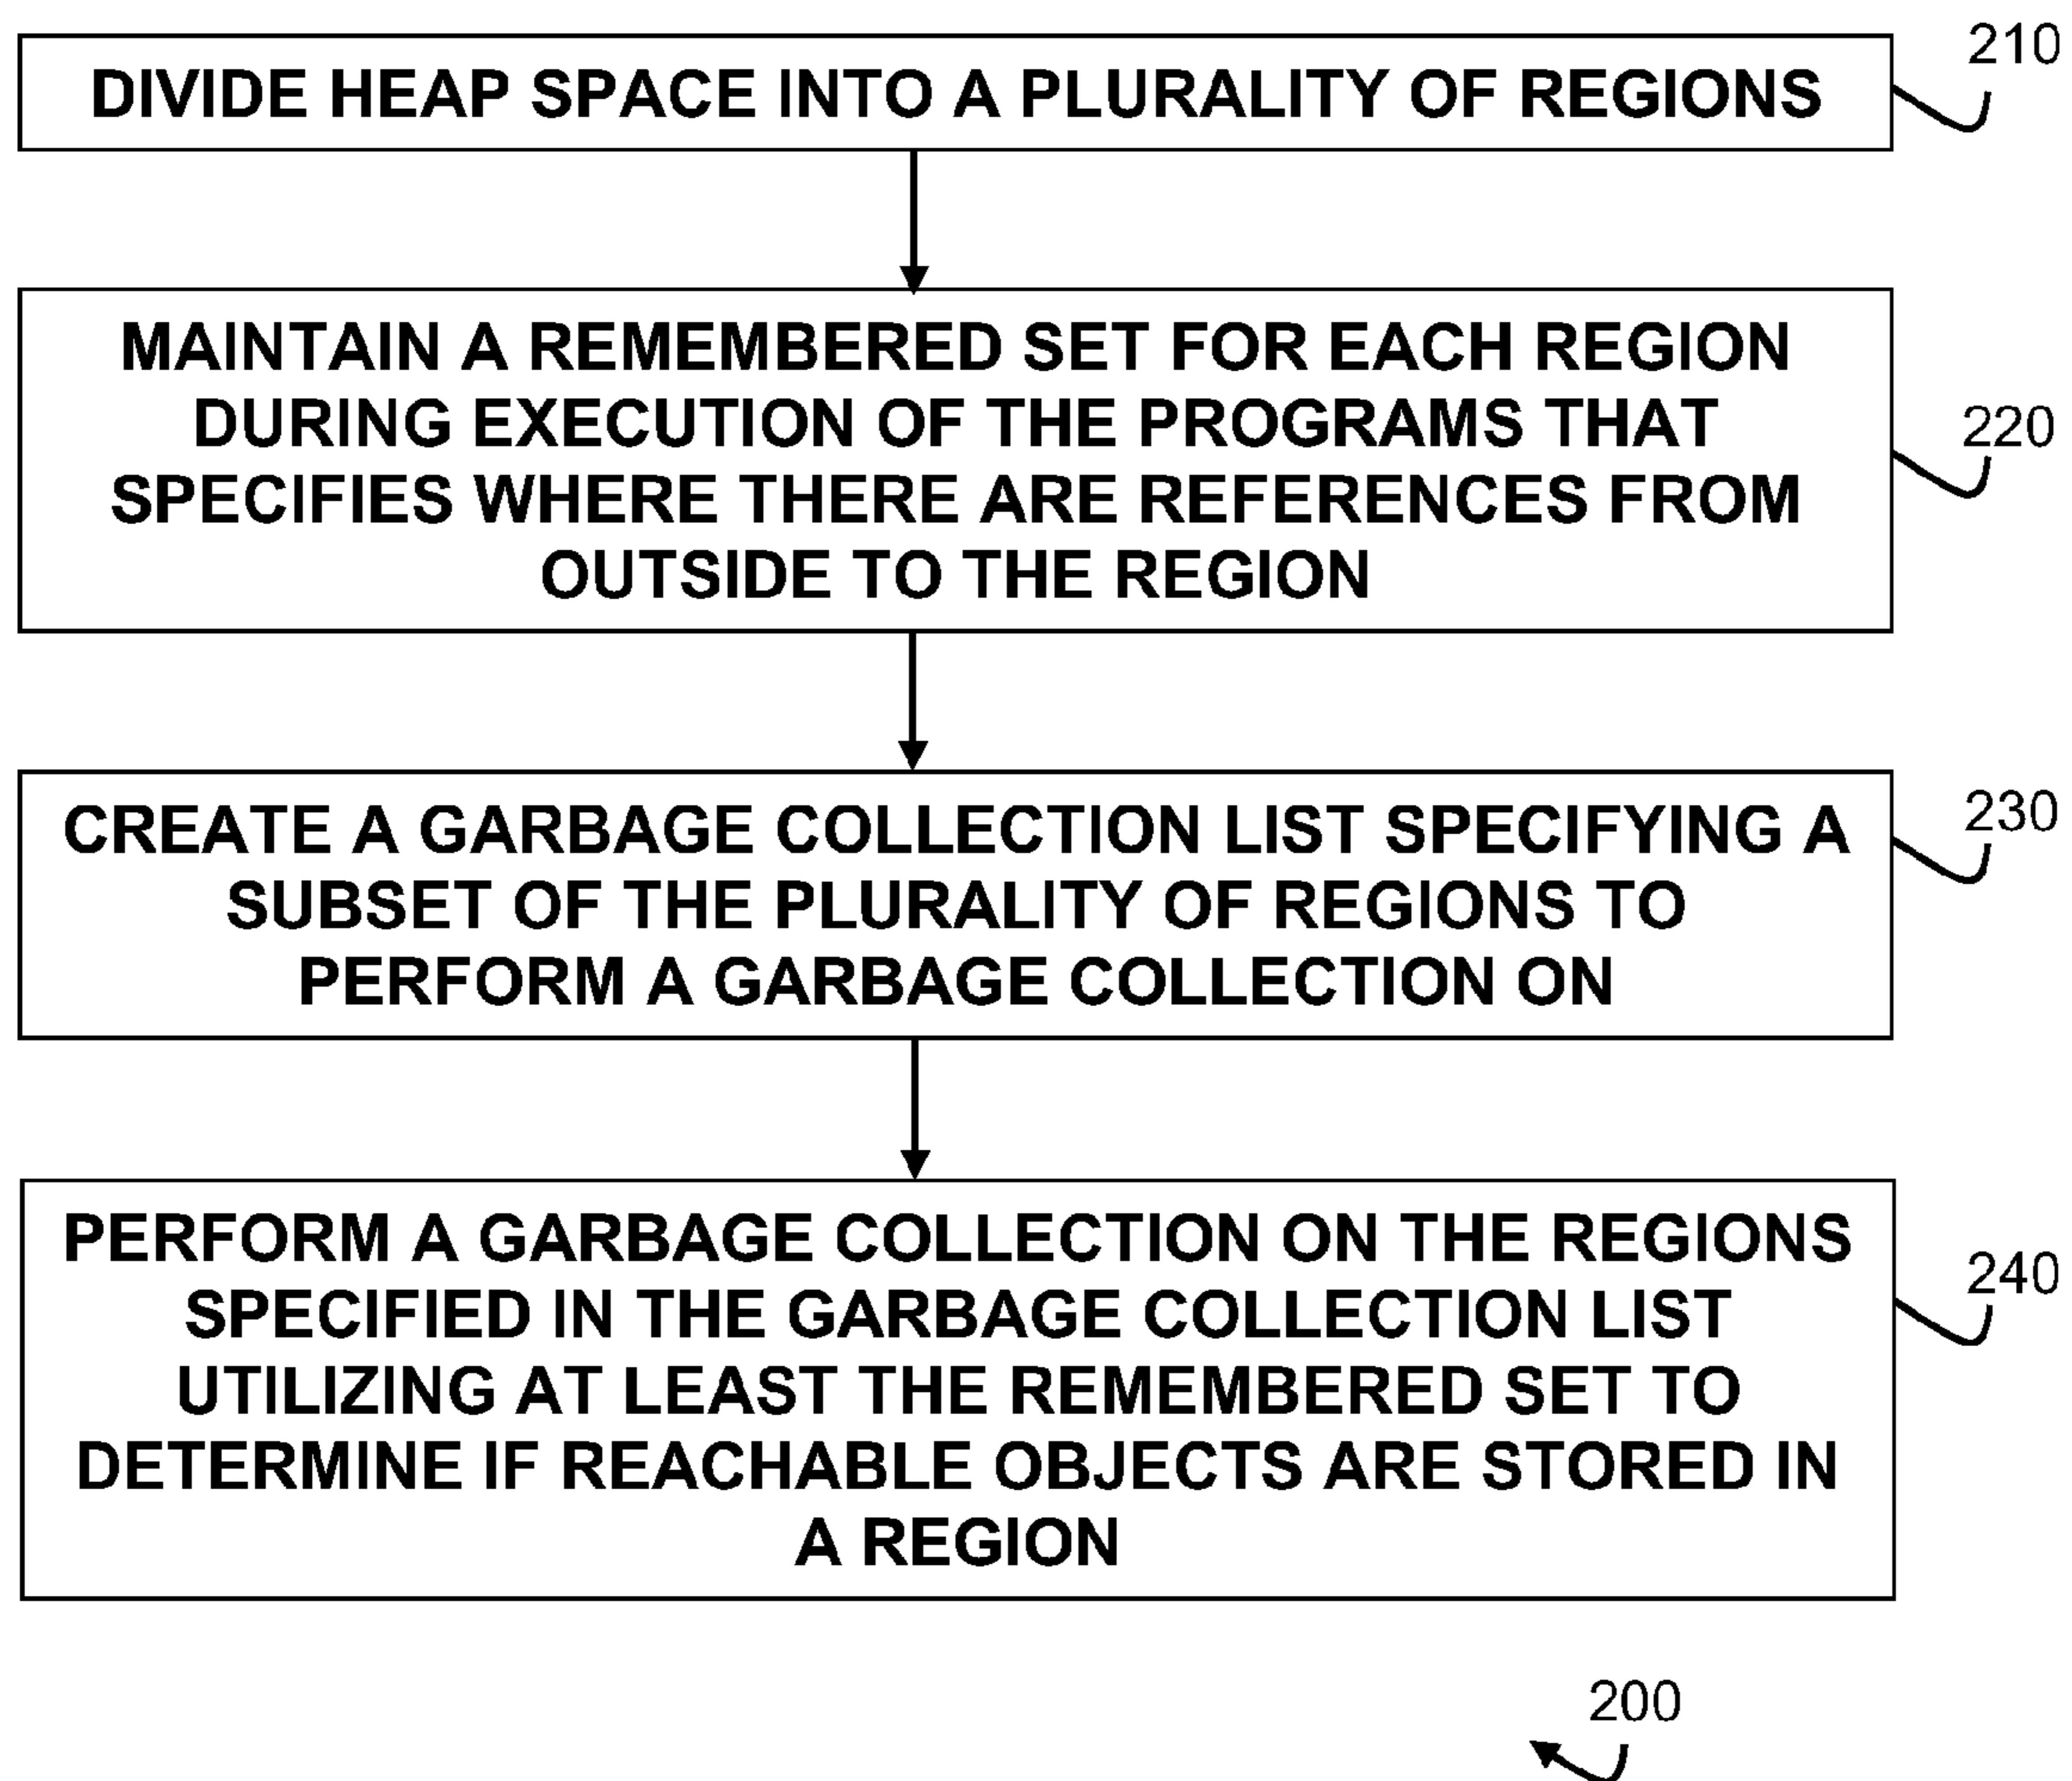 210
DIVIDE HEAP SPACE INTO A PLURALITY OF REGIONS
MAINTAIN A REMEMBERED SET FOR EACH REGION
DURING EXECUTION OF THE PROGRAMS THAT
SPECIFIES WHERE THERE ARE REFERENCES FROM
OUTSIDE TO THE REGION
220
CREATE A GARBAGE COLLECTION LIST SPECIFYING A
SUBSET OF THE PLURALITY OF REGIONS TO
PERFORM A GARBAGE COLLECTION ON
230
PERFORM A GARBAGE COLLECTION ON THE REGIONS
SPECIFIED IN THE GARBAGE COLLECTION LIST
UTILIZING AT LEAST THE REMEMBERED SET TO
DETERMINE IF REACHABLE OBJECTS ARE STORED IN
A REGION
240
200